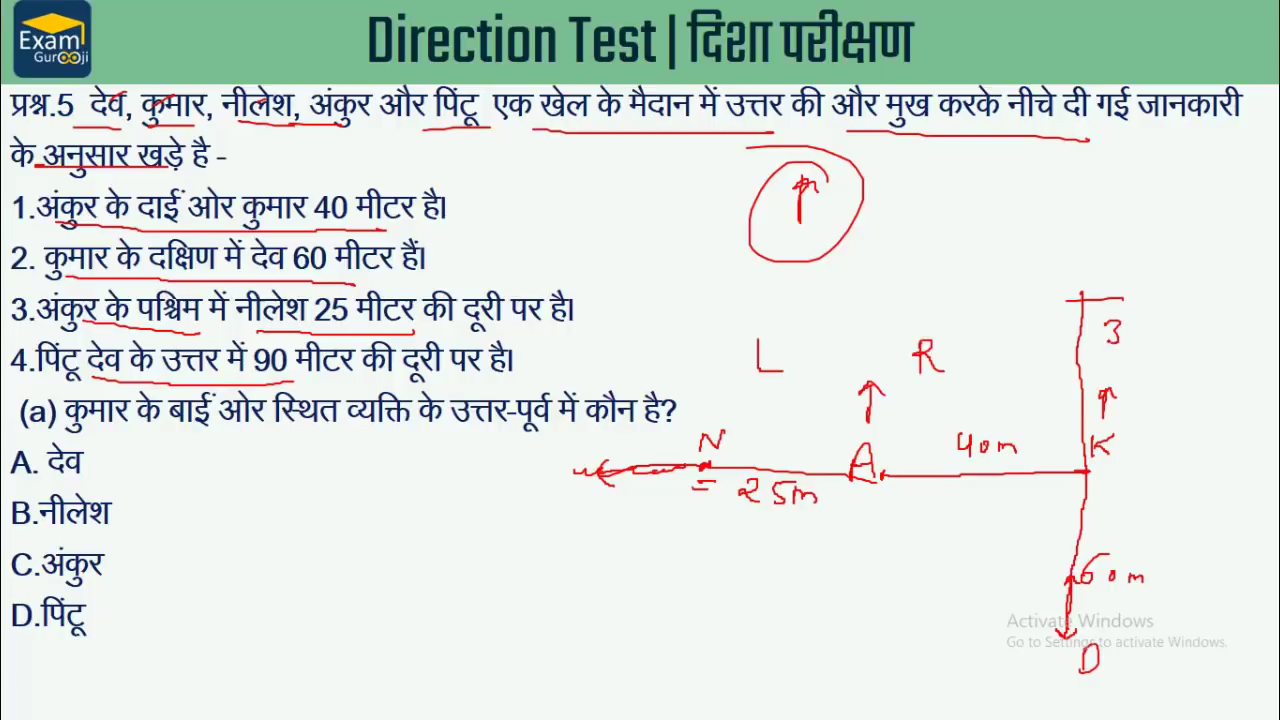 Exam
Gurooji
Direction Test | दिशा परीक्षण
प्रश्न.5 देव, कुमार, नीलेश, अंकुर और पिंटू एक खेल के मैदान में उत्तर की और मुख करके नीचे दी गई जानकारी
के अनुसार खड़े है -
1.अंकुर के दाईं ओर कुमार 40 मीटर है।
2. कुमार के दक्षिण में देव 60 मीटर हैं।
3.अंकुर के पश्चिम में नीलेश 25 मीटर की दूरी पर है।
4.पिंटू देव के उत्तर में 90 मीटर की दूरी पर है।
(a) कुमार के बाईं ओर स्थित व्यक्ति के उत्तर-पूर्व में कौन है?
A. देव
B.नीलेश
C.अंकुर
D.पिंटू
L R
3
N A 40m K
25m
60m
D
Activate Windows
Go to Settings to activate Windows.